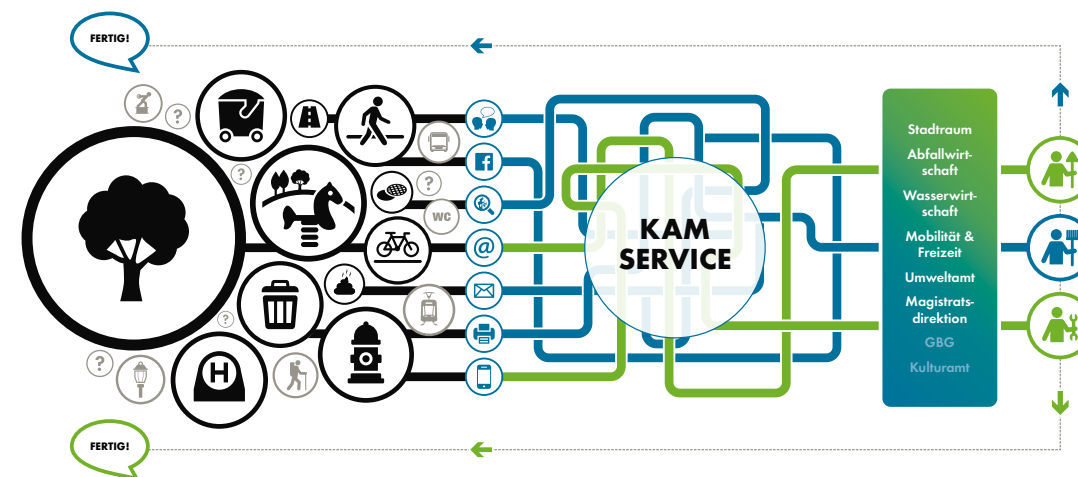 FERTIG!
?
?
?
WC
@
?
H
?
KAM
SERVICE
Stadtraum
Abfallwirt-
schaft
Wasserwirt-
schaft
Mobilität &
Freizeit
Umweltamt
Magistrats-
direktion
GBG
Kulturamt
FERTIG!